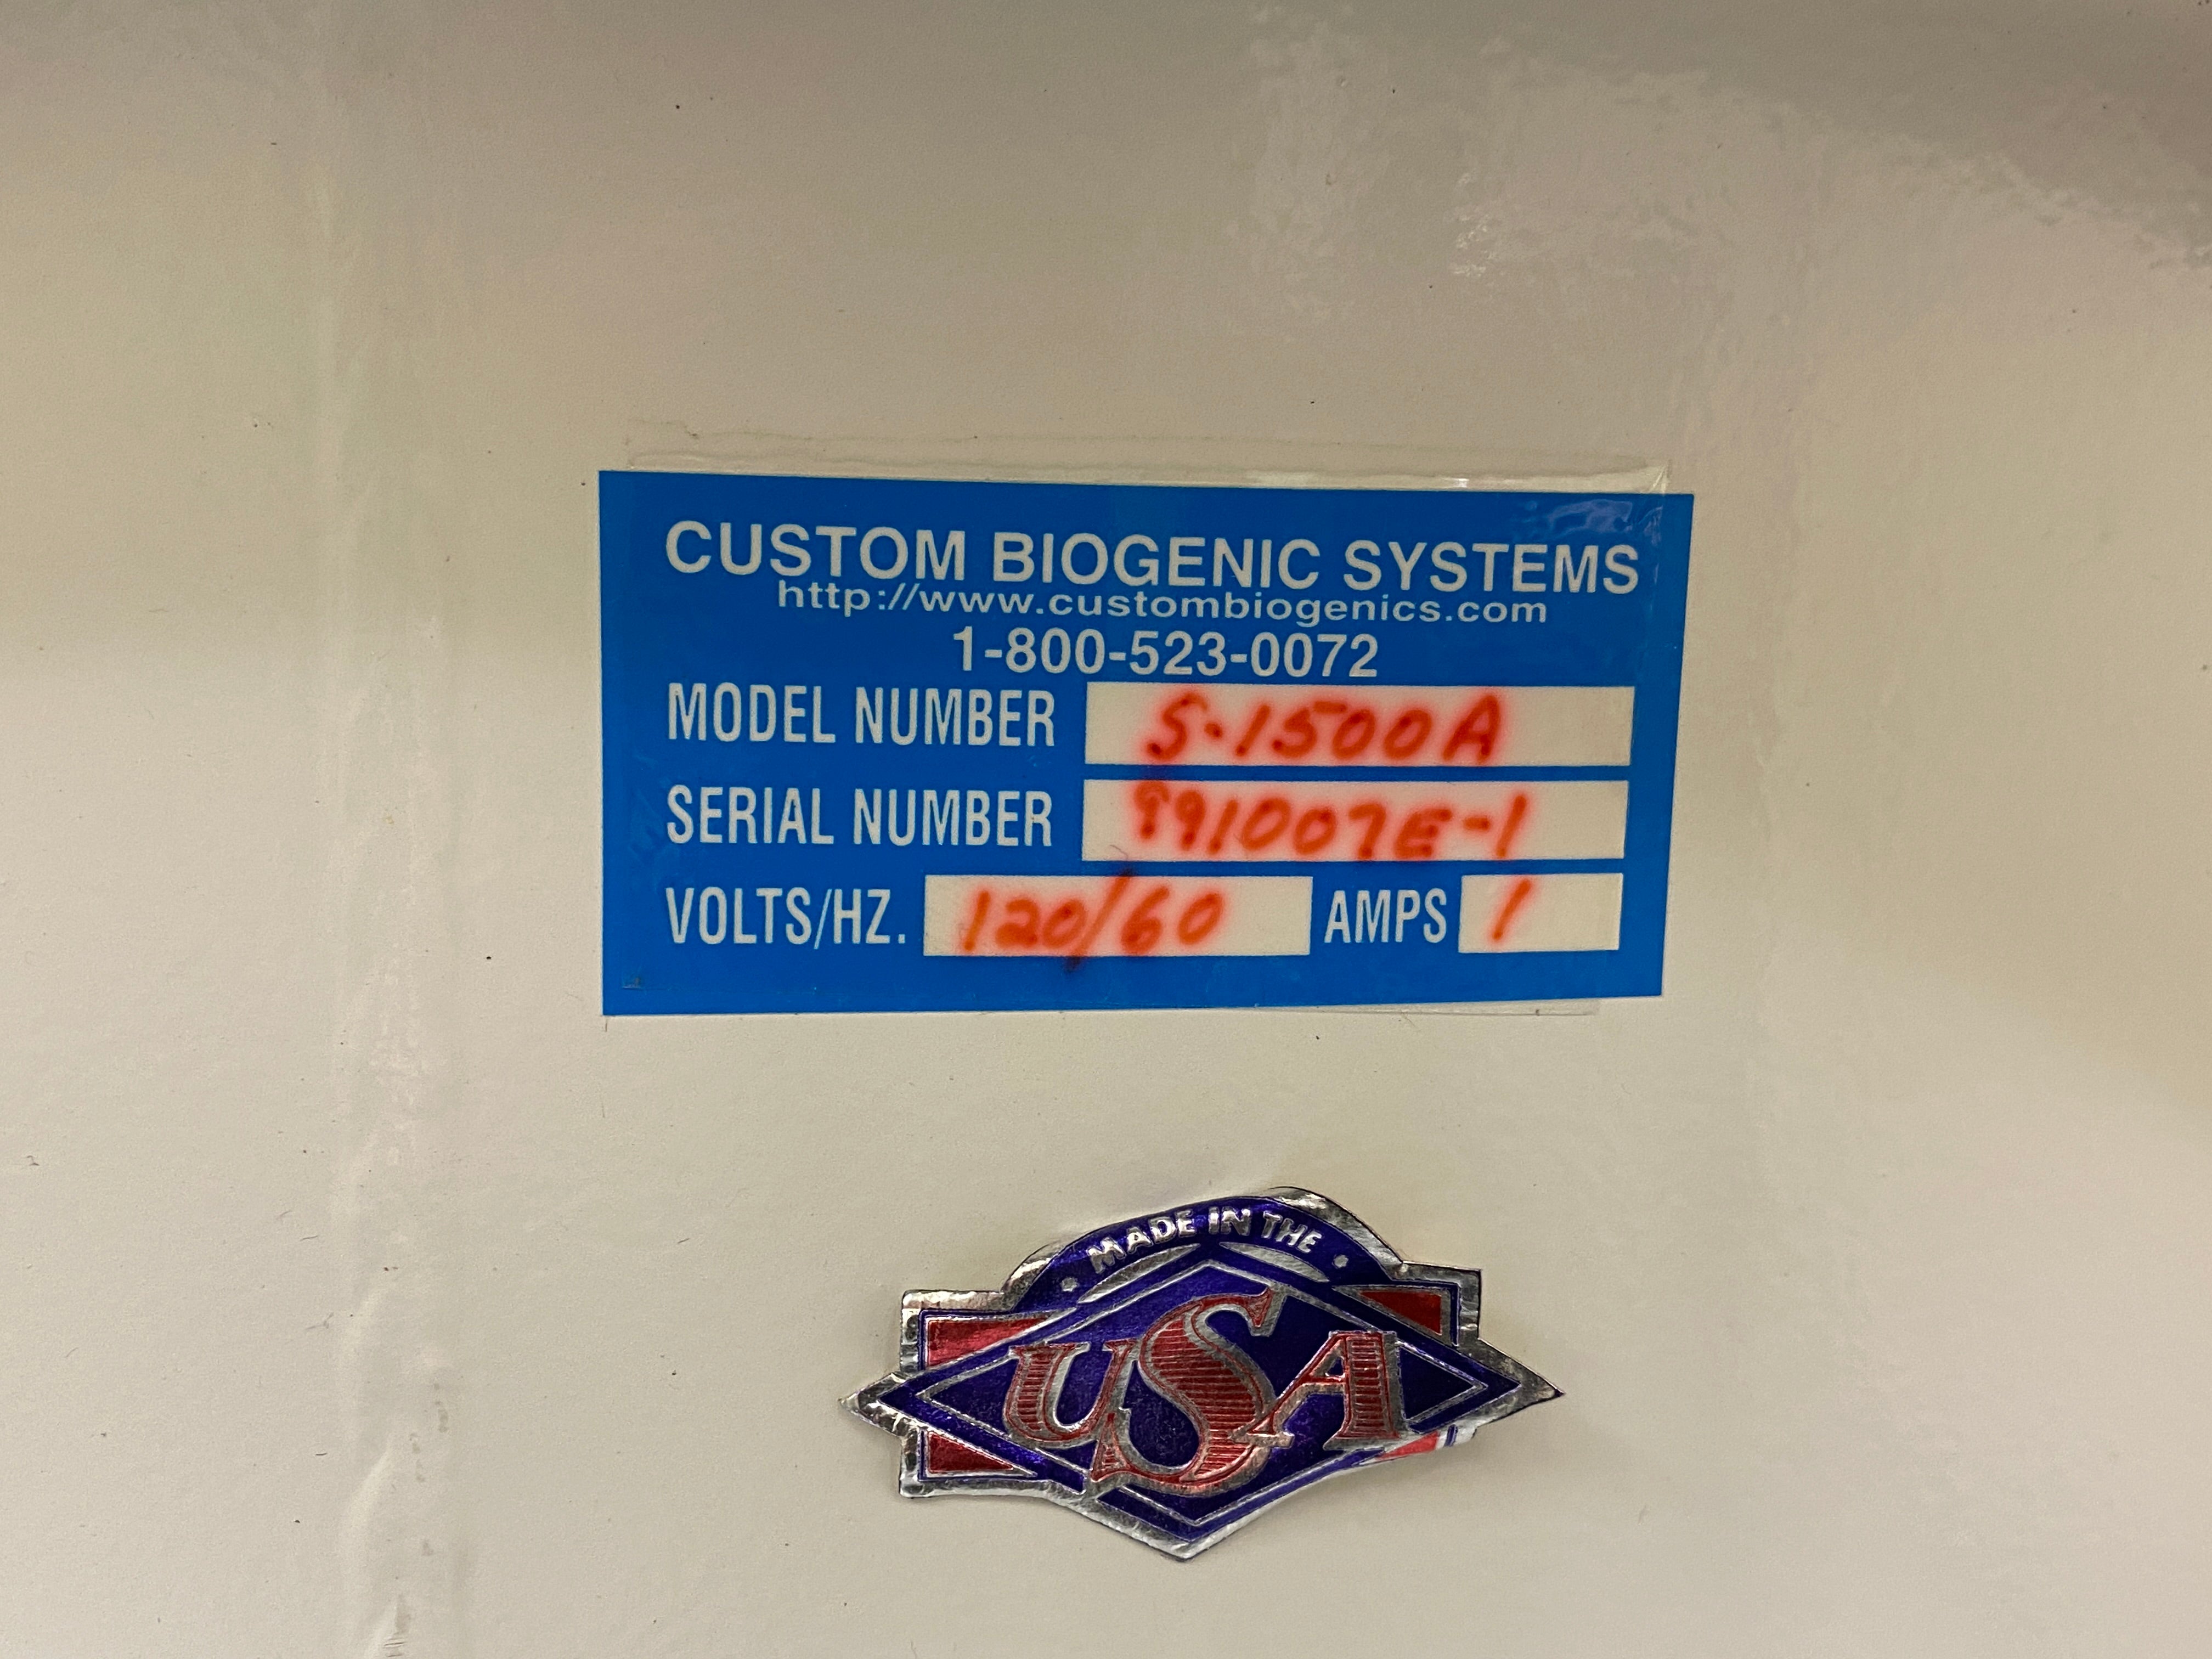 CUSTOM BIOGENIC SYSTEMS
http://www.custombiogenics.com
1-800-523-0072
MODEL NUMBER S-1500A
SERIAL NUMBER 991007E-1
VOLTS/HZ. 120/60 AMPS 1
• MADE IN THE •
USA